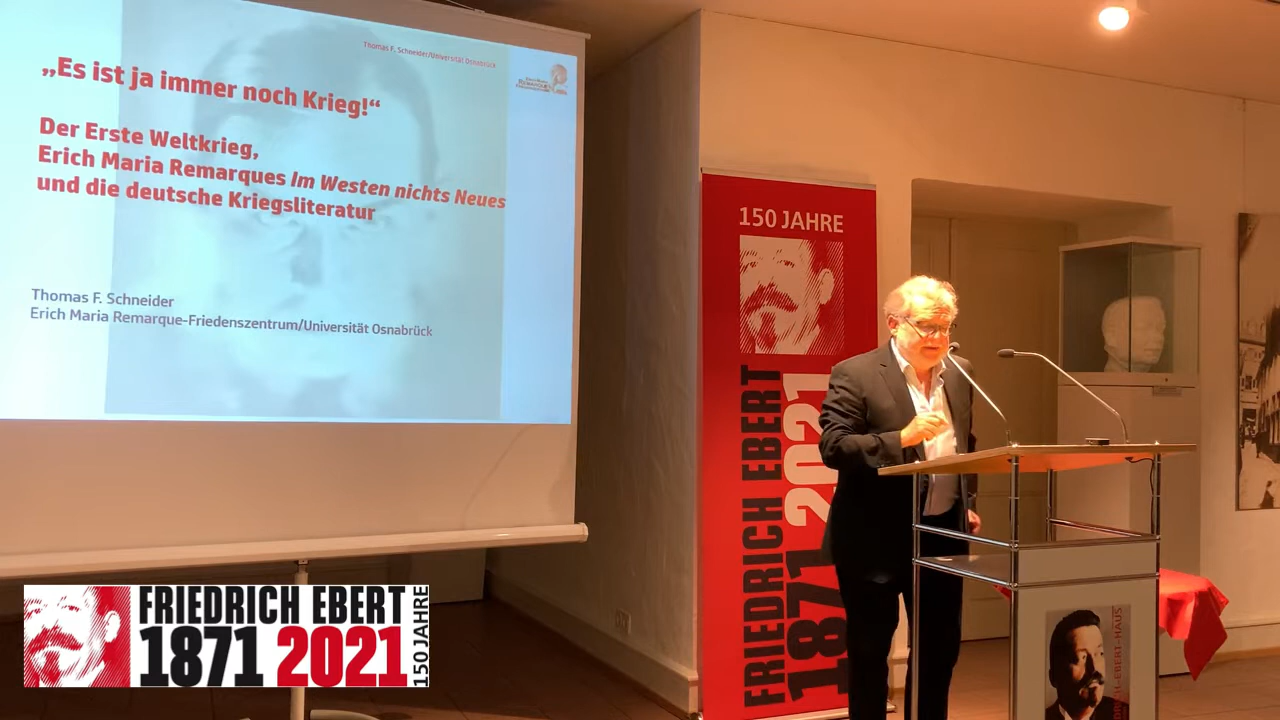 Thomas F. Schneider/Universität Osnabrück
„Es ist ja immer noch Krieg!“
Der Erste Weltkrieg,
Erich Maria Remarques Im Westen nichts Neues
und die deutsche Kriegsliteratur
Thomas F. Schneider
Erich Maria Remarque-Friedenszentrum/Universität Osnabrück
150 JAHRE
FRIEDRICH EBERT
1871 2021
FRIEDRICH EBERT
1871 2021
150 JAHRE